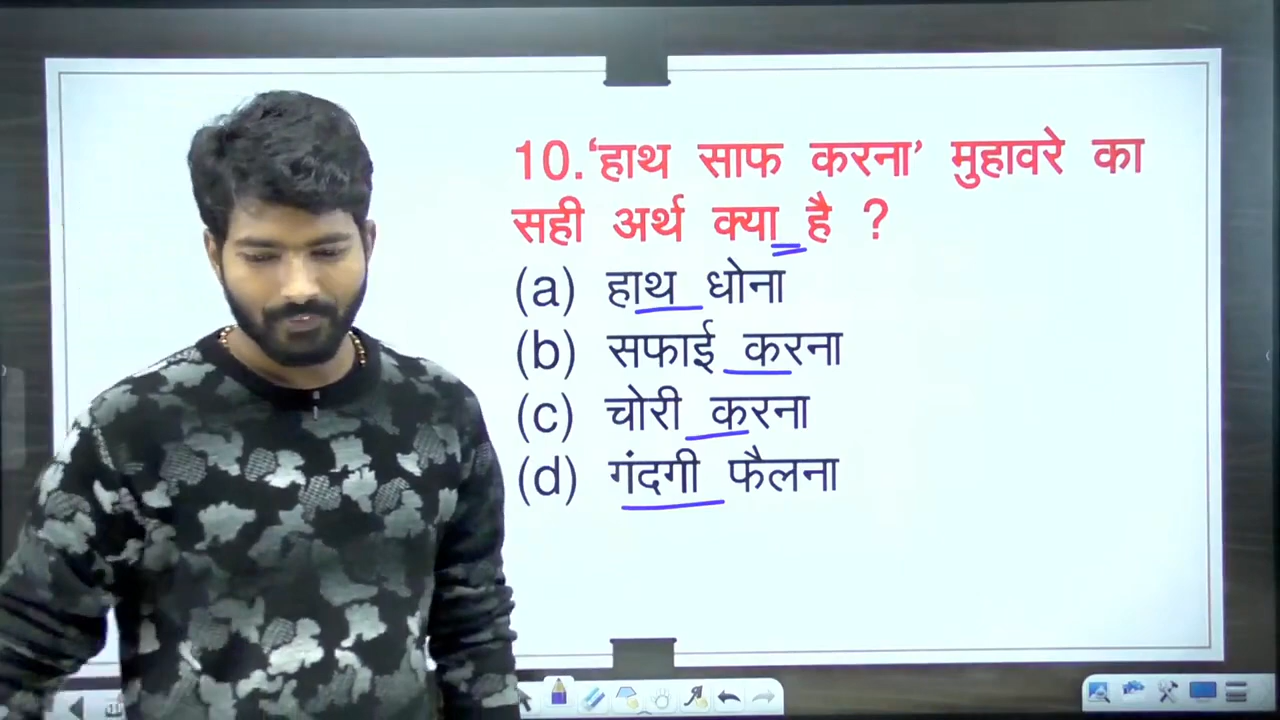 10.‘हाथ साफ करना’ मुहावरे का
सही अर्थ क्या है ?
(a) हाथ धोना
(b) सफाई करना
(c) चोरी करना
(d) गंदगी फैलना